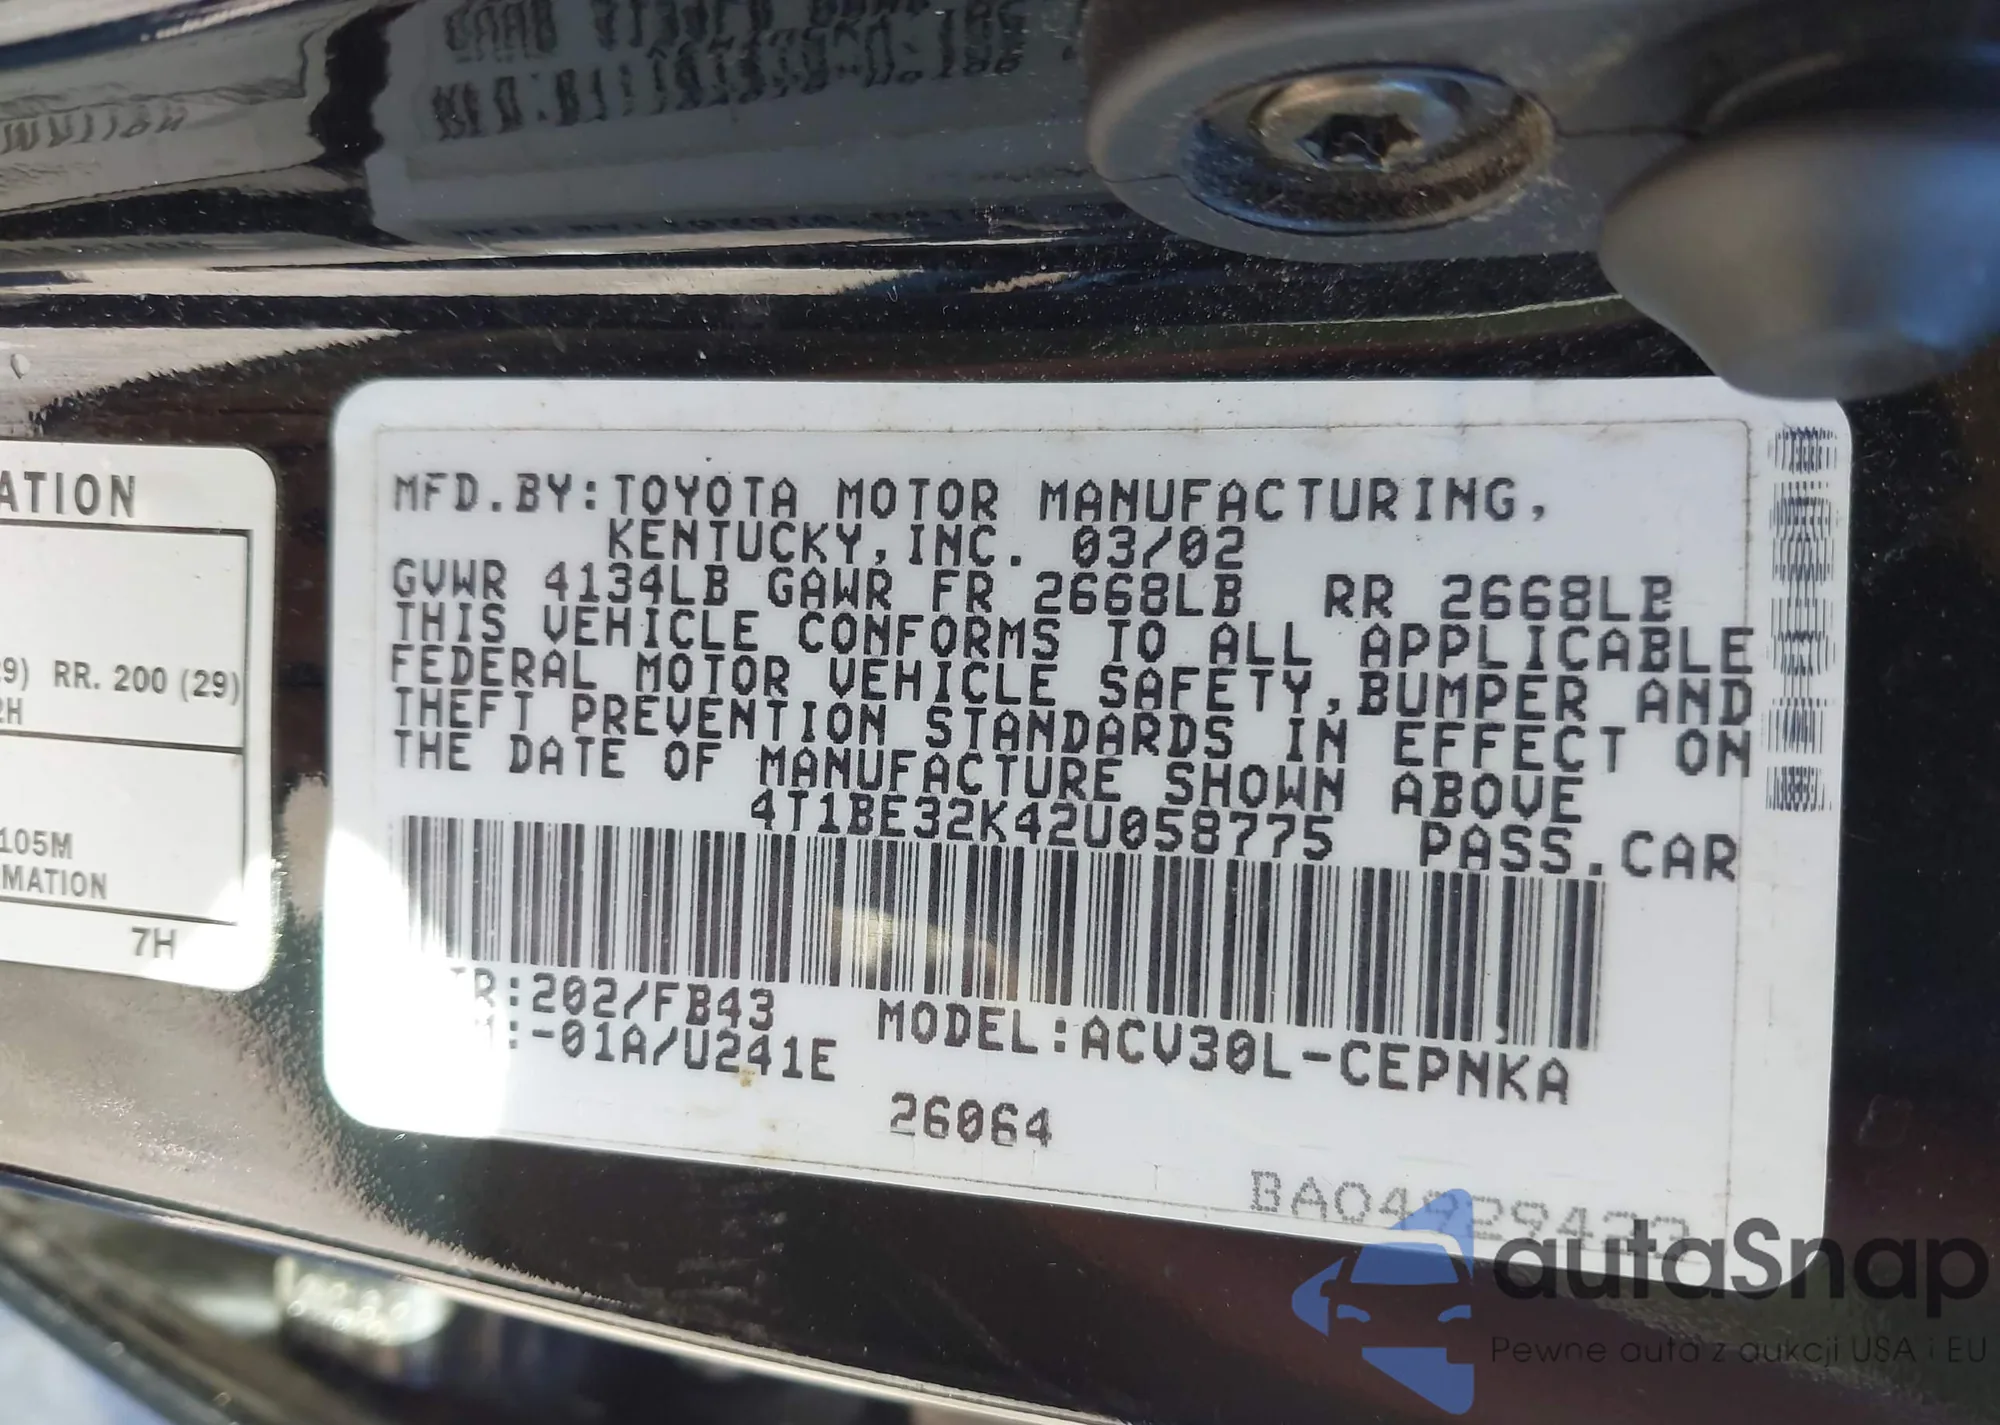 MFD.BY:TOYOTA MOTOR MANUFACTURING,
KENTUCKY,INC. 03/02
GVWR 4134LB GAWR FR 2668LB RR 2668LB
THIS VEHICLE CONFORMS TO ALL APPLICABLE
FEDERAL MOTOR VEHICLE SAFETY,BUMPER AND
THEFT PREVENTION STANDARDS IN EFFECT ON
THE DATE OF MANUFACTURE SHOWN ABOVE
4T1BE32K42U058775 PASS.CAR
R:202/FB43 MODEL:ACV30L-CEPNKA
:-01A/U241E
26064
ATION
9) RR. 200 (29)
2H
105M
MATION
7H
autaSnap
Pewne auta z aukcji USA i EU